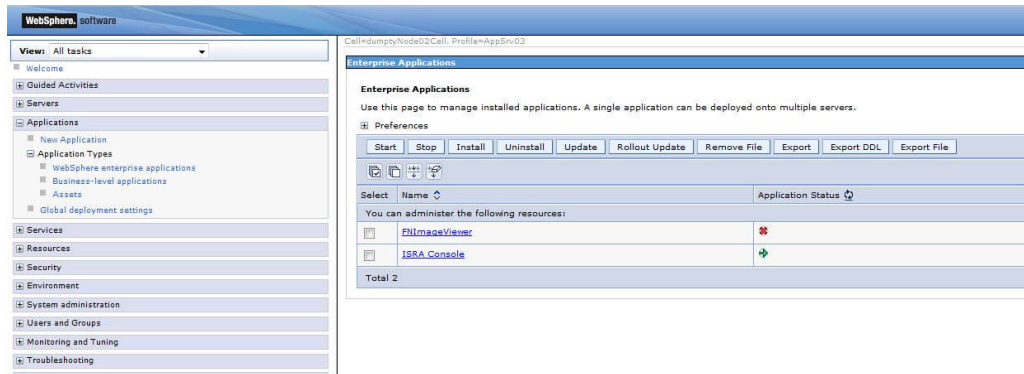 WebSphere. software
View: All tasks
Welcome
Guided Activities
Servers
Applications
New Application
Application Types
WebSphere enterprise applications
Business-level applications
Assets
Global deployment settings
Services
Resources
Security
Environment
System administration
Users and Groups
Monitoring and Tuning
Troubleshooting
Cell=dumptyNode02Cell, Profile=AppSrv03
Enterprise Applications
Enterprise Applications
Use this page to manage installed applications. A single application can be deployed onto multiple servers.
Preferences
Start Stop Install Uninstall Update Rollout Update Remove File Export Export DDL Export File
Select Name Application Status
You can administer the following resources:
FNImageViewer
ISRA Console
Total 2